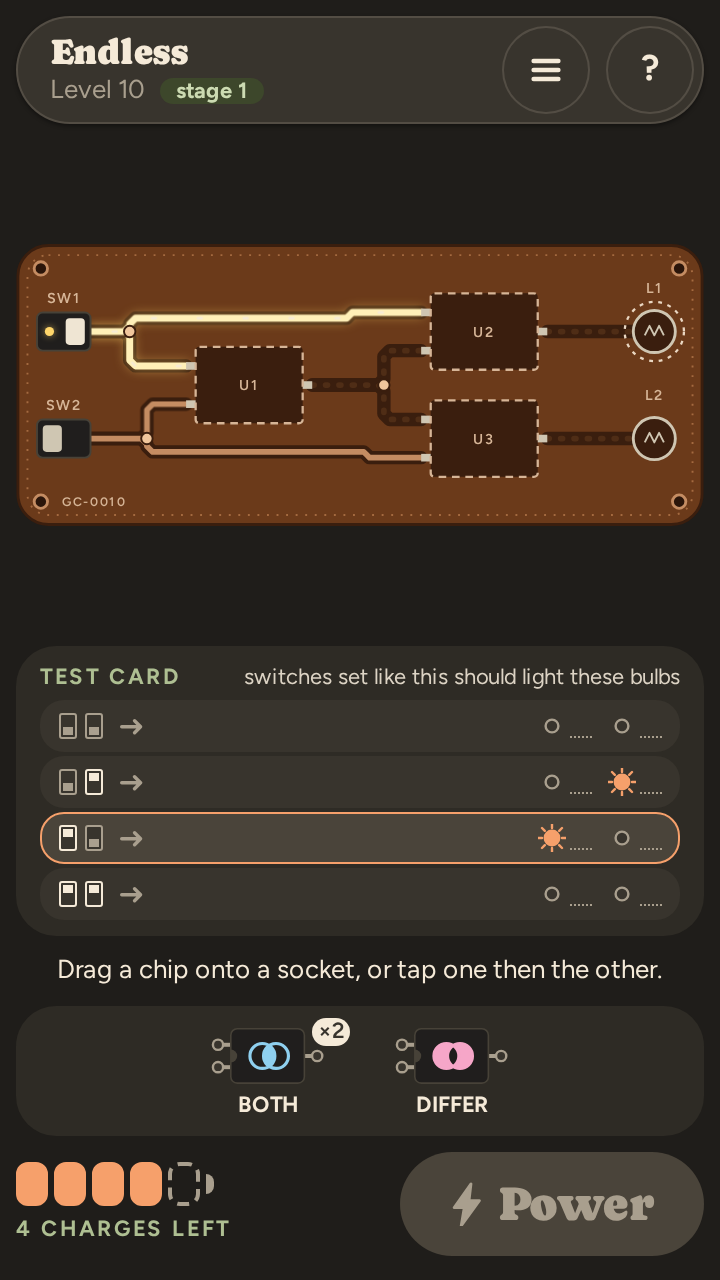 Endless
Level 10 stage 1
?
SW1
L1
U2
U1
SW2
L2
U3
GC-0010
TEST CARD switches set like this should light these bulbs
Drag a chip onto a socket, or tap one then the other.
×2
BOTH DIFFER
4 CHARGES LEFT
Power